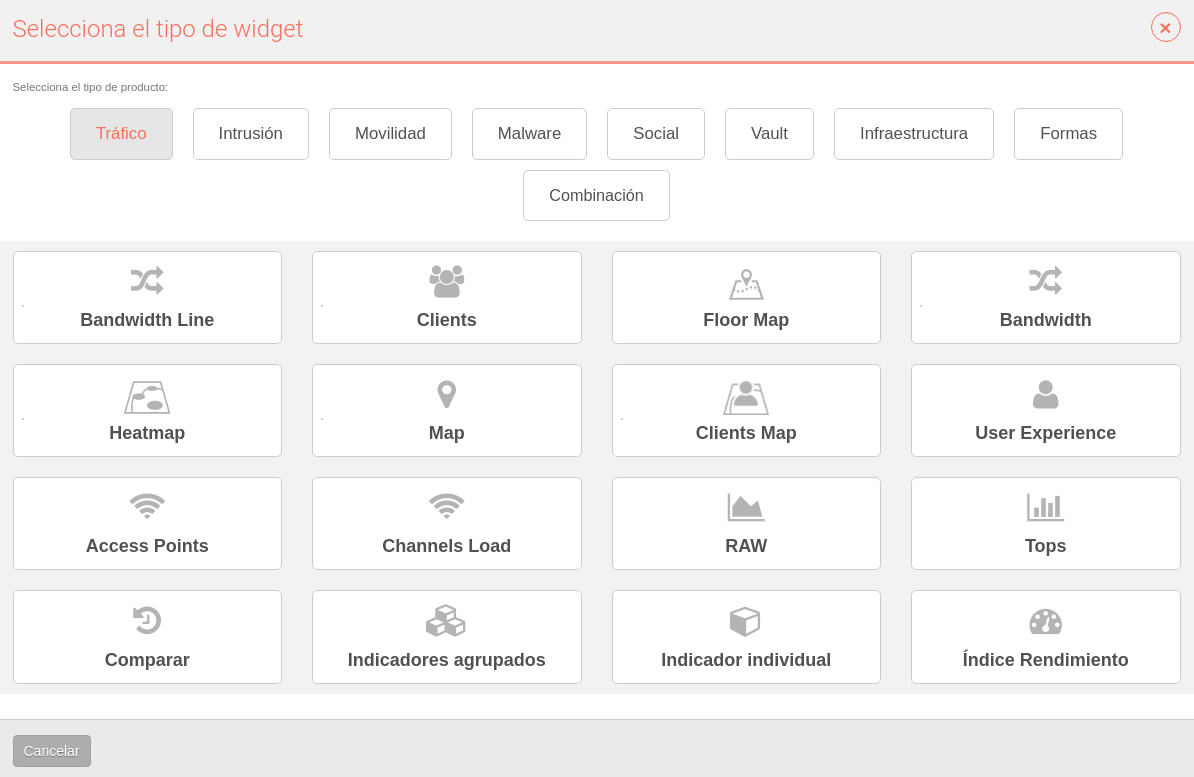 Selecciona el tipo de widget
Selecciona el tipo de producto:
Tráfico Intrusión Movilidad Malware Social Vault Infraestructura Formas
Combinación
Bandwidth Line Clients Floor Map Bandwidth
Heatmap Map Clients Map User Experience
Access Points Channels Load RAW Tops
Comparar Indicadores agrupados Indicador individual Índice Rendimiento
Cancelar